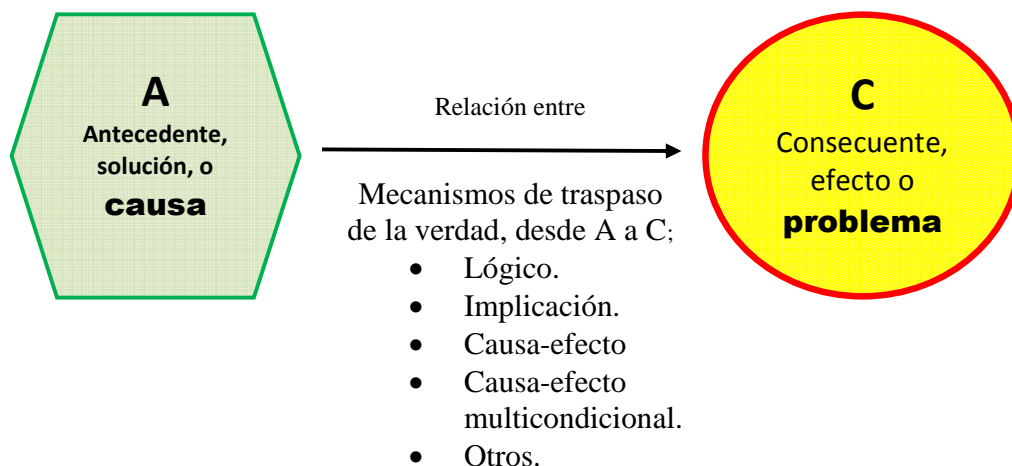 A
Antecedente,
solución, o
causa
Relación entre
Mecanismos de traspaso
de la verdad, desde A a C;
• Lógico.
• Implicación.
• Causa-efecto
• Causa-efecto
multicondicional.
• Otros.
C
Consecuente,
efecto o
problema